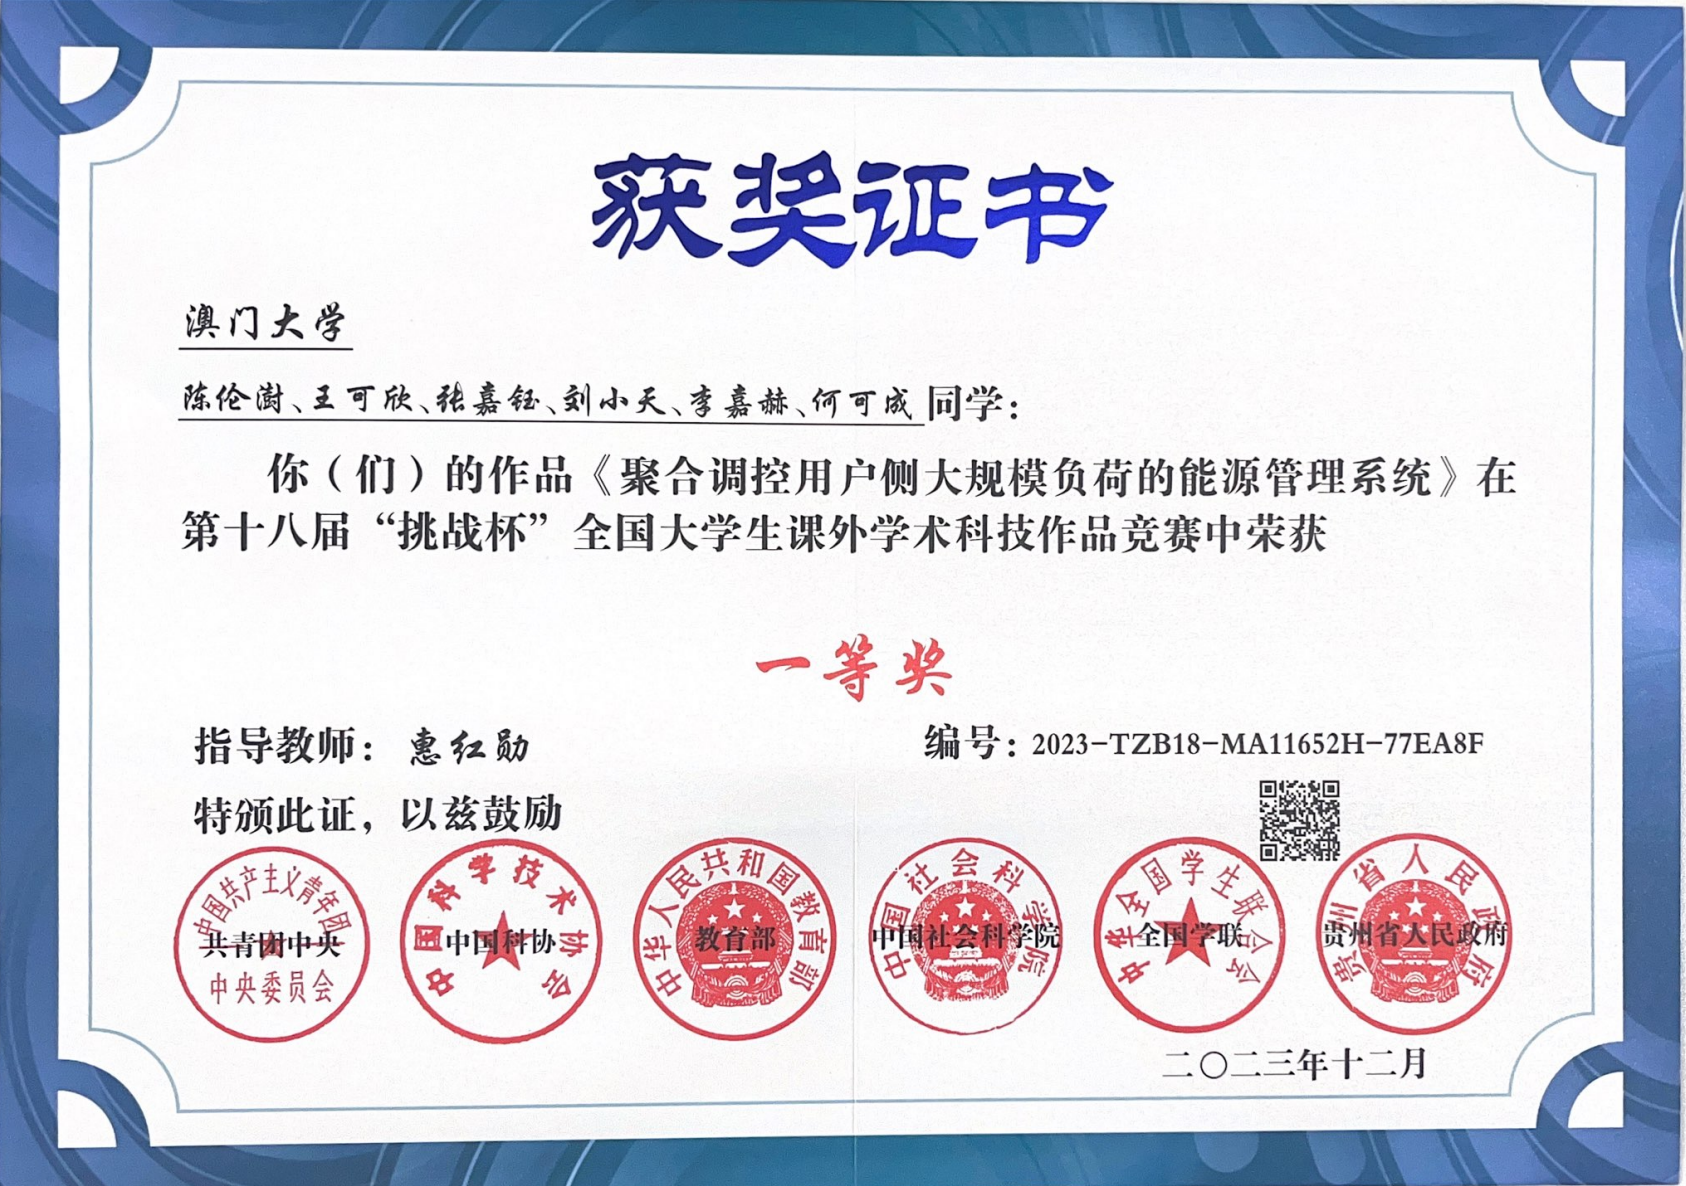 获奖证书
澳门大学
陈伦澍、王可欣、张嘉钰、刘小天、李嘉赫、何可成同学：
你（们）的作品《聚合调控用户侧大规模负荷的能源管理系统》在
第十八届“挑战杯”全国大学生课外学术科技作品竞赛中荣获
一等奖
指导教师：惠红勋
编号：2023-TZB18-MA11652H-77EA8F
特颁此证，以兹鼓励
中国共产主义青年团
共青团中央
中央委员会
中国科学技术协会
中国科协
中华人民共和国教育部
教育部
中国社会科学院
中国社会科学院
中华全国学生联合会
全国学联
贵州省人民政府
贵州省人民政府
二〇二三年十二月